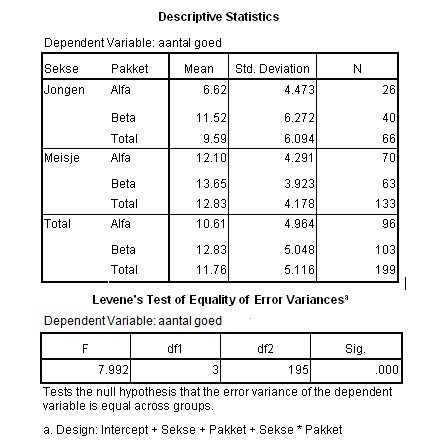 Descriptive Statistics
Dependent Variable: aantal goed
Sekse Pakket Mean Std. Deviation N
Jongen Alfa 6.62 4.473 26
Beta 11.52 6.272 40
Total 9.59 6.094 66
Meisje Alfa 12.10 4.291 70
Beta 13.65 3.923 63
Total 12.83 4.178 133
Total Alfa 10.61 4.964 96
Beta 12.83 5.048 103
Total 11.76 5.116 199
Levene's Test of Equality of Error Variancesª
Dependent Variable: aantal goed
F df1 df2 Sig.
7.992 3 195 .000
Tests the null hypothesis that the error variance of the dependent
variable is equal across groups.
a. Design: Intercept + Sekse + Pakket + Sekse * Pakket